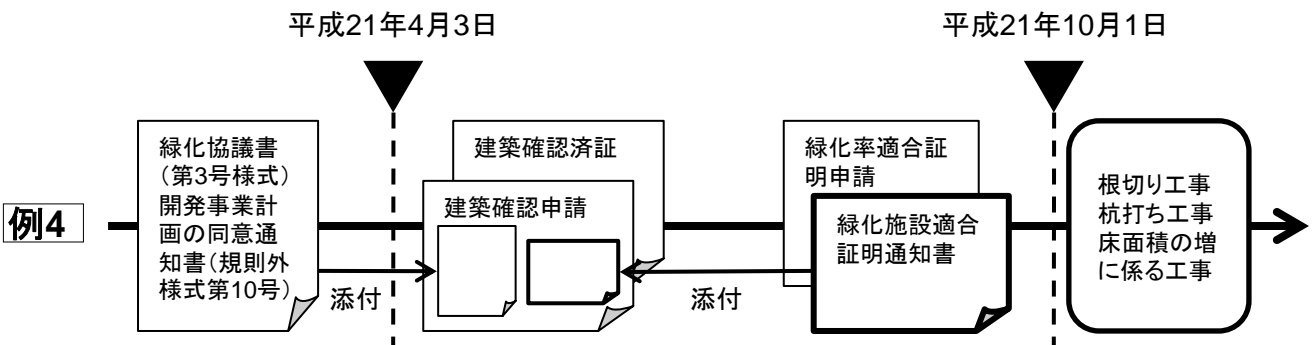 平成21年4月3日
平成21年10月1日
例4
緑化協議書
（第3号様式）
開発事業計
画の同意通
知書（規則外
様式第10号）
添付
建築確認済証
建築確認申請
添付
緑化率適合証
明申請
緑化施設適合
証明通知書
根切り工事
杭打ち工事
床面積の増
に係る工事